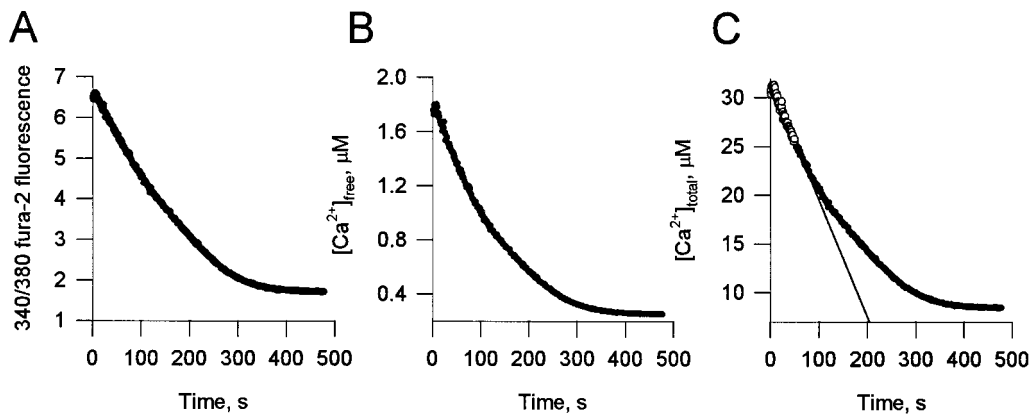 A
340/380 fura-2 fluorescence
7
6
5
4
3
2
1
0 100 200 300 400 500
Time, s
B
[Ca²⁺]free, μM
2.0
1.6
1.2
0.8
0.4
0 100 200 300 400 500
Time, s
C
[Ca²⁺]total, μM
30
25
20
15
10
0 100 200 300 400 500
Time, s